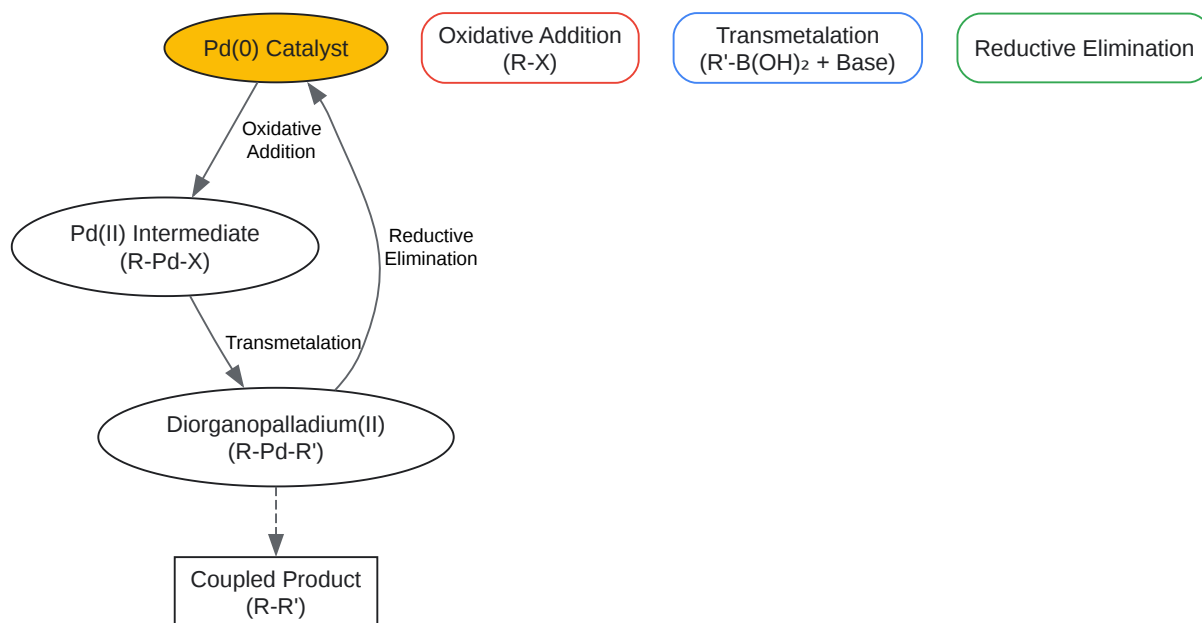 Pd(0) Catalyst
Oxidative Addition
(R-X)
Transmetalation
(R'-B(OH)₂ + Base)
Reductive Elimination
Oxidative
Addition
Pd(II) Intermediate
(R-Pd-X)
Reductive
Elimination
Transmetalation
Diorganopalladium(II)
(R-Pd-R')
Coupled Product
(R-R')